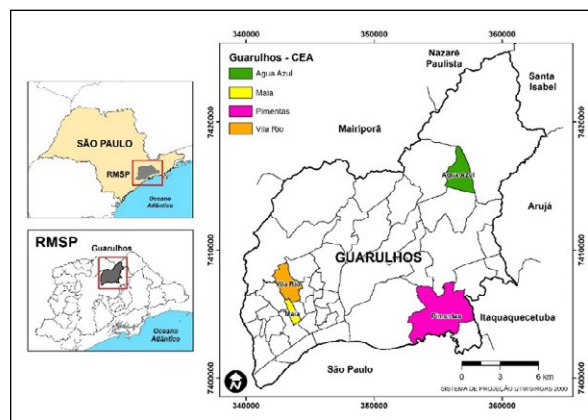 SÃO PAULO
RMSP
Oceano
Atlântico
RMSP
Guarulhos
Oceano
Atlântico
340000
350000
360000
Guarulhos - CEA
Agua Azul
Maia
Pimentas
Vila Rio
Nazaré
Paulista
Santa
Isabel
Mairiporã
Agua Azul
Arujá
GUARULHOS
Vila Rio
Maia
Pimentas
Itaquaquecetuba
São Paulo
7420000
7410000
7400000
0
3
6
km
SISTEMA DE PROJEÇÃO UTM/SIRGAS 2000
340000
350000
360000